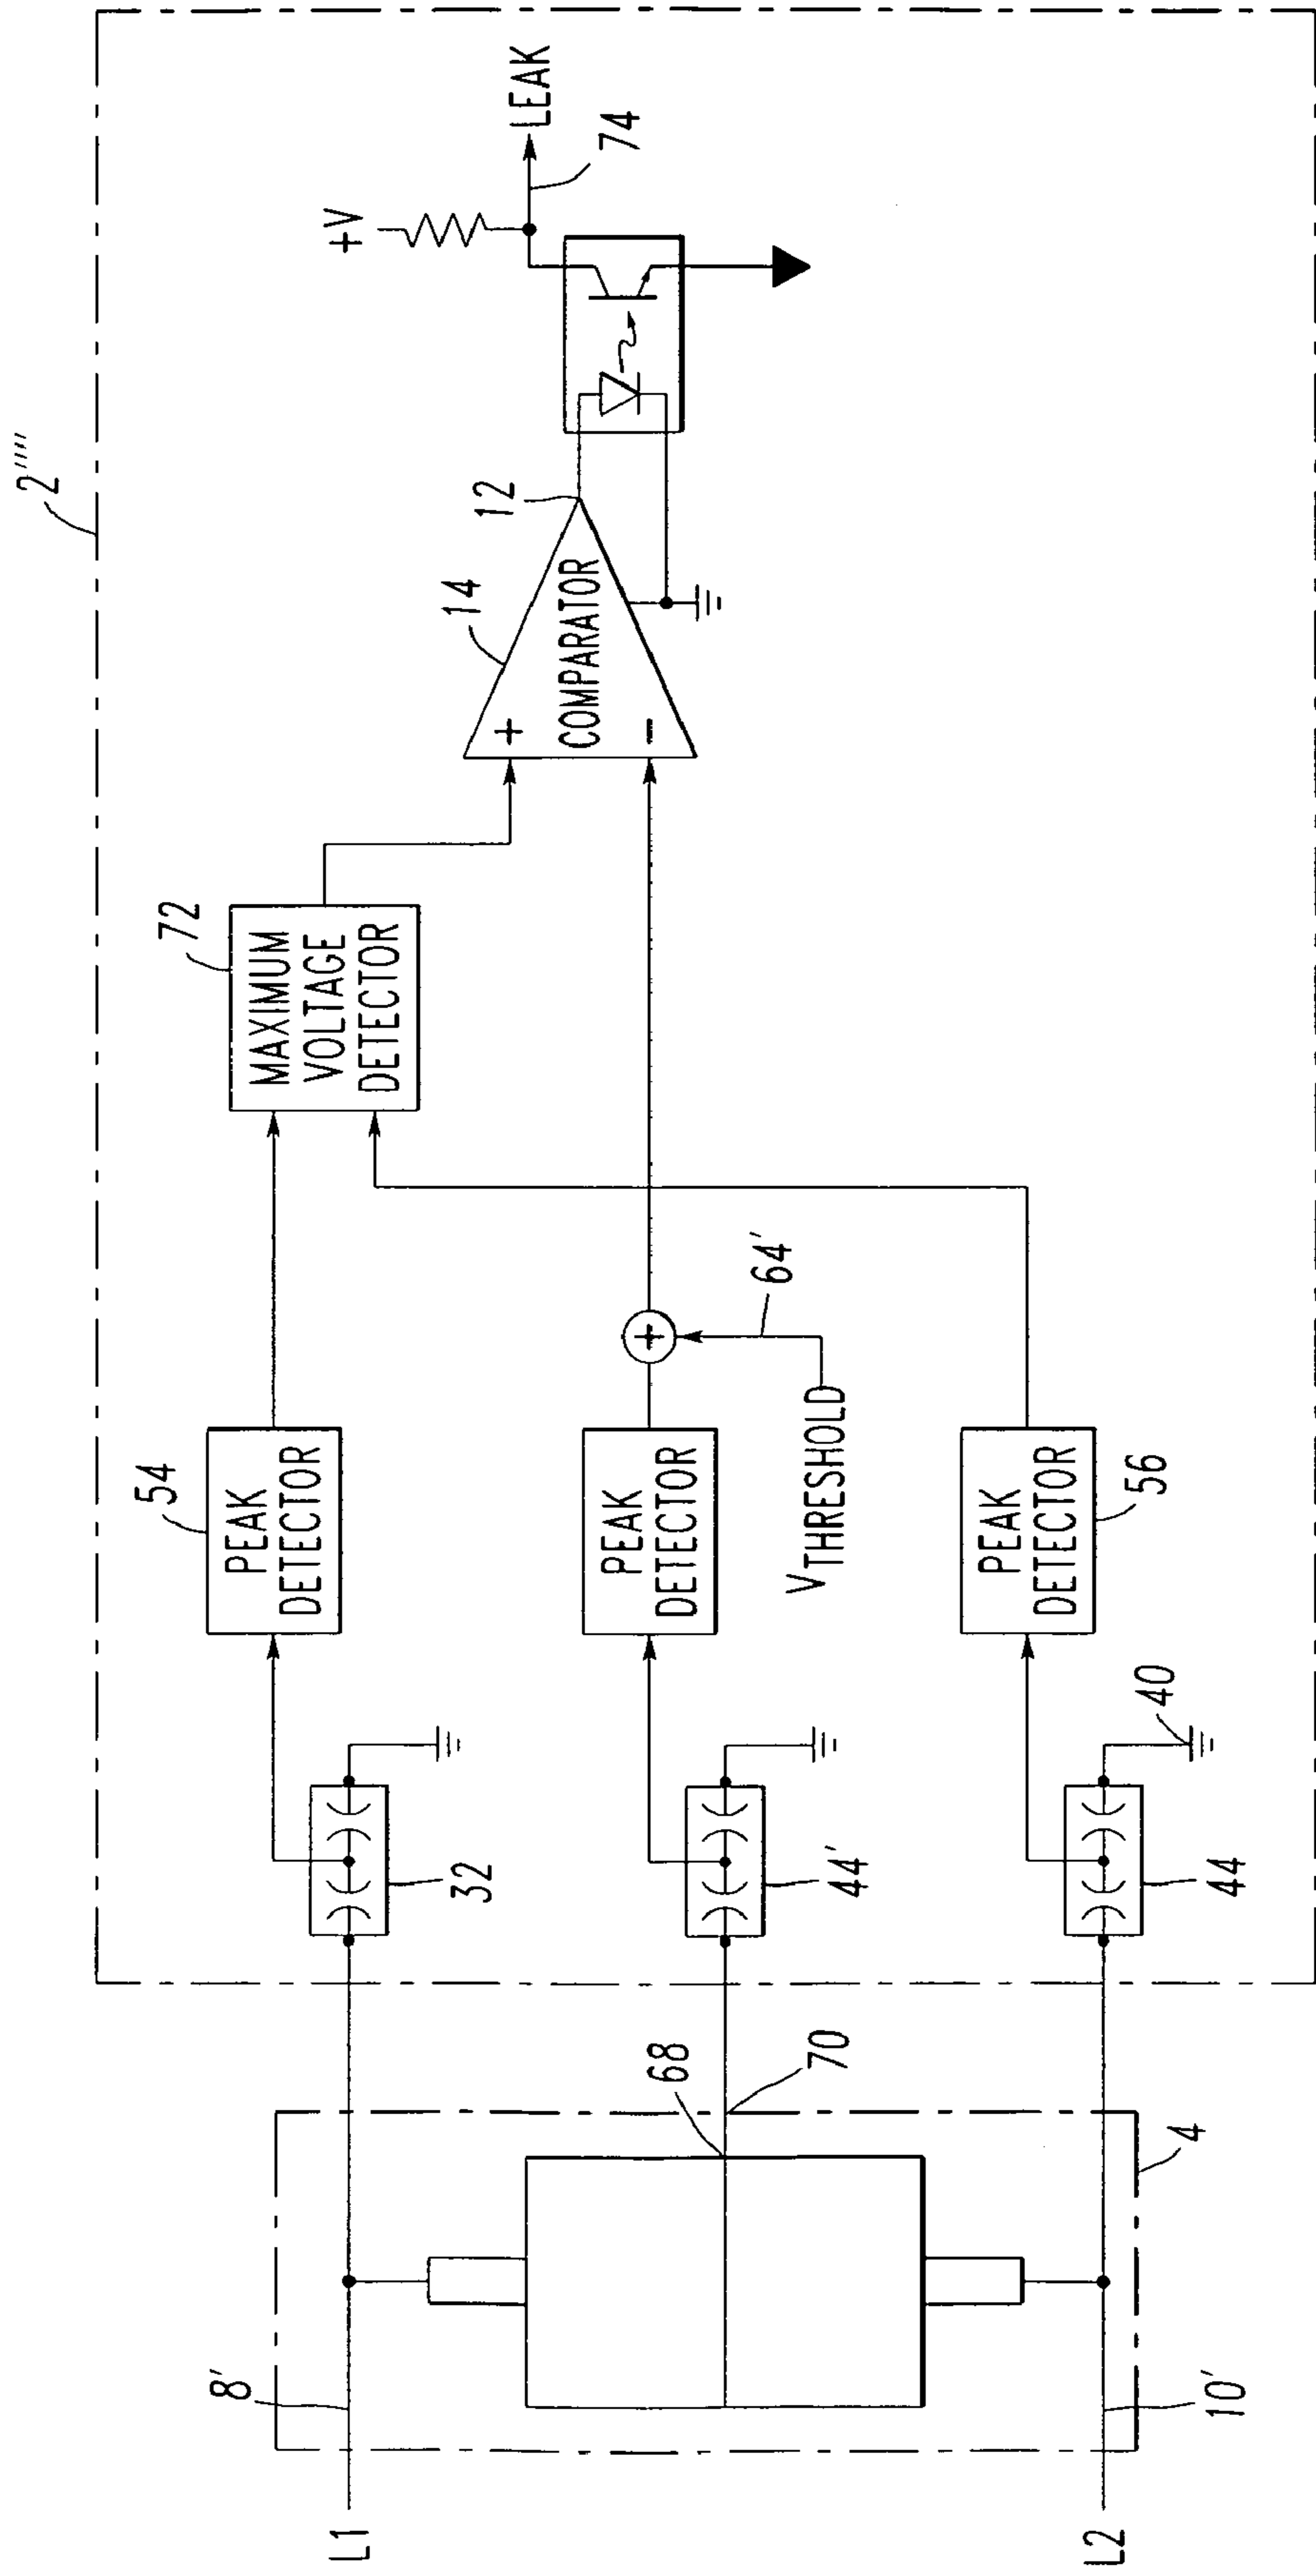 2''''
L1
8'
68
70
4
10'
L2
32
44'
44
40
54
PEAK
DETECTOR
PEAK
DETECTOR
PEAK
DETECTOR
56
VTHRESHOLD
64'
+
72
MAXIMUM
VOLTAGE
DETECTOR
14
+
COMPARATOR
−
12
+V
LEAK
74